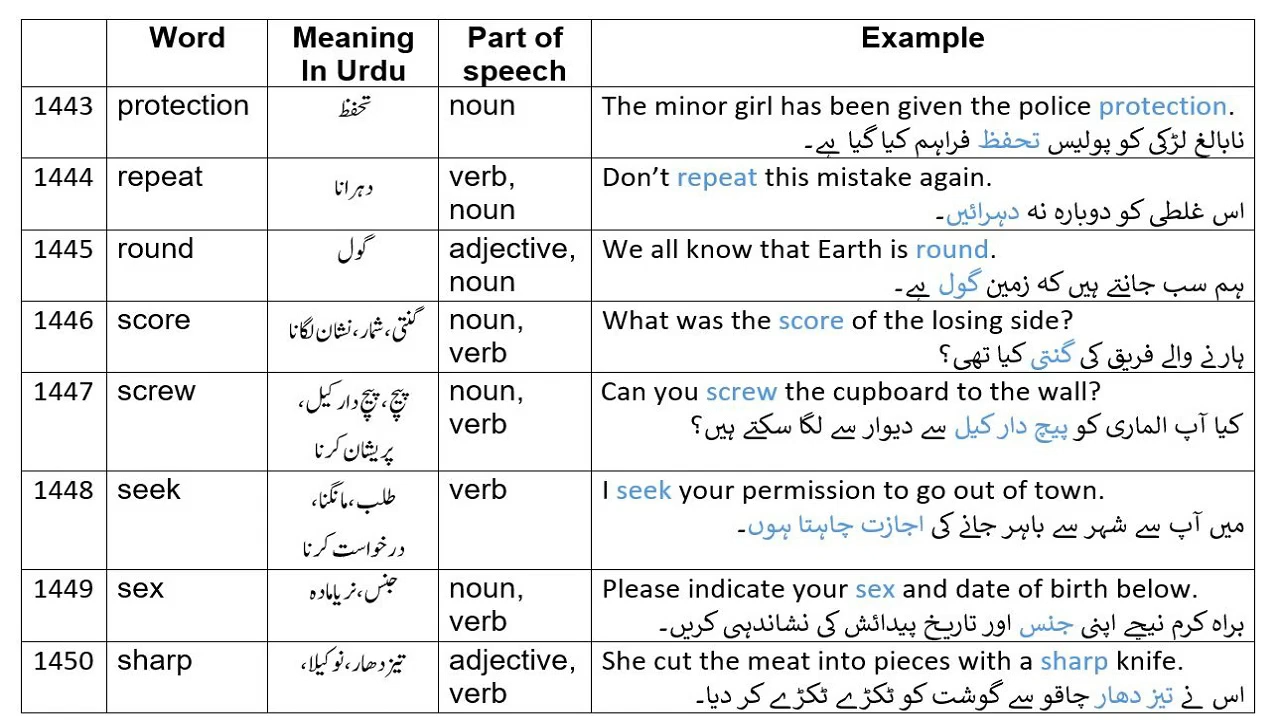 Word Meaning In Urdu Part of speech Example
1443 protection تحفظ noun The minor girl has been given the police protection.
نابالغ لڑکی کو پولیس تحفظ فراہم کیا گیا ہے۔
1444 repeat دہرانا verb, noun Don’t repeat this mistake again.
اس غلطی کو دوبارہ نہ دہرائیں۔
1445 round گول adjective, noun We all know that Earth is round.
ہم سب جانتے ہیں کہ زمین گول ہے۔
1446 score گنتی، شمار، نشان لگانا noun, verb What was the score of the losing side?
ہارنے والے فریق کی گنتی کیا تھی؟
1447 screw پیچ، پیچ دار کیل، پریشان کرنا noun, verb Can you screw the cupboard to the wall?
کیا آپ الماری کو پیچ دار کیل سے دیوار سے لگا سکتے ہیں؟
1448 seek طلب، مانگنا، درخواست کرنا verb I seek your permission to go out of town.
میں آپ سے شہر سے باہر جانے کی اجازت چاہتا ہوں۔
1449 sex جنس، نر یا مادہ noun, verb Please indicate your sex and date of birth below.
براہ کرم نیچے اپنی جنس اور تاریخ پیدائش کی نشاندہی کریں۔
1450 sharp تیز دھار، نوکیلا، adjective, verb She cut the meat into pieces with a sharp knife.
اس نے تیز دھار چاقو سے گوشت کو ٹکڑے ٹکڑے کر دیا۔